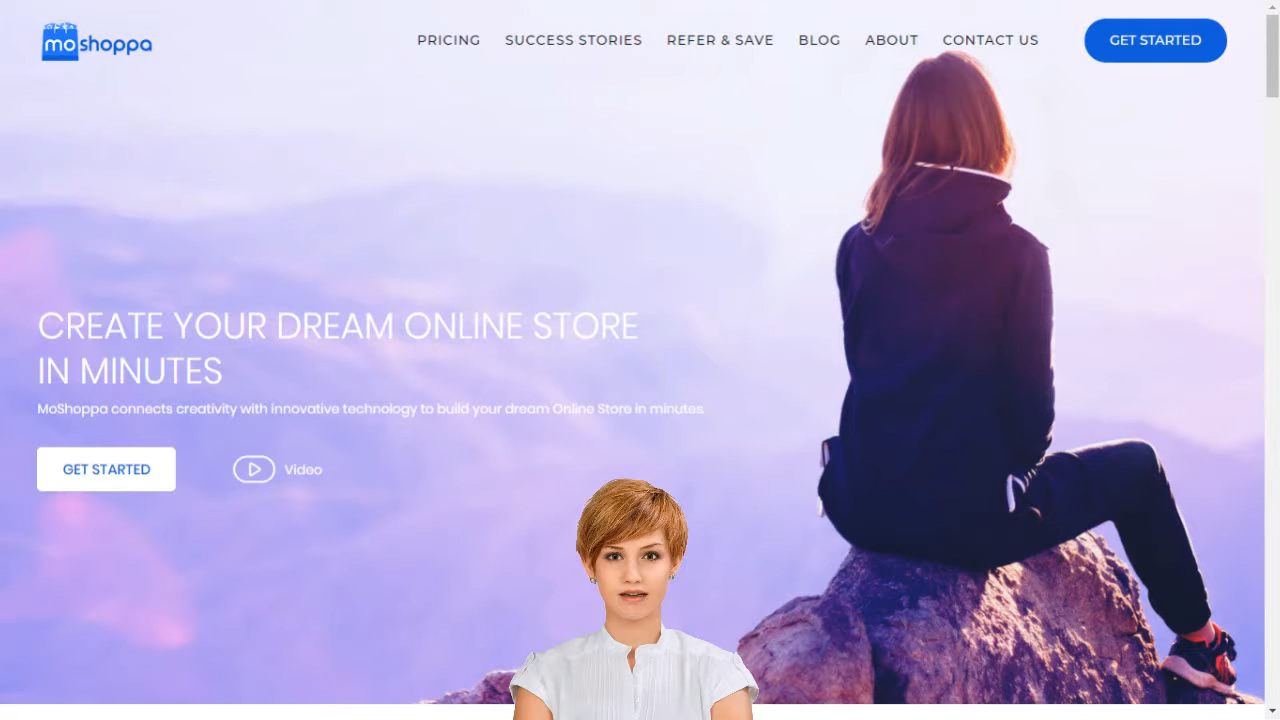 moshoppa
PRICING SUCCESS STORIES REFER & SAVE BLOG ABOUT CONTACT US GET STARTED
CREATE YOUR DREAM ONLINE STORE
IN MINUTES
MoShoppa connects creativity with innovative technology to build your dream Online Store in minutes.
GET STARTED Video